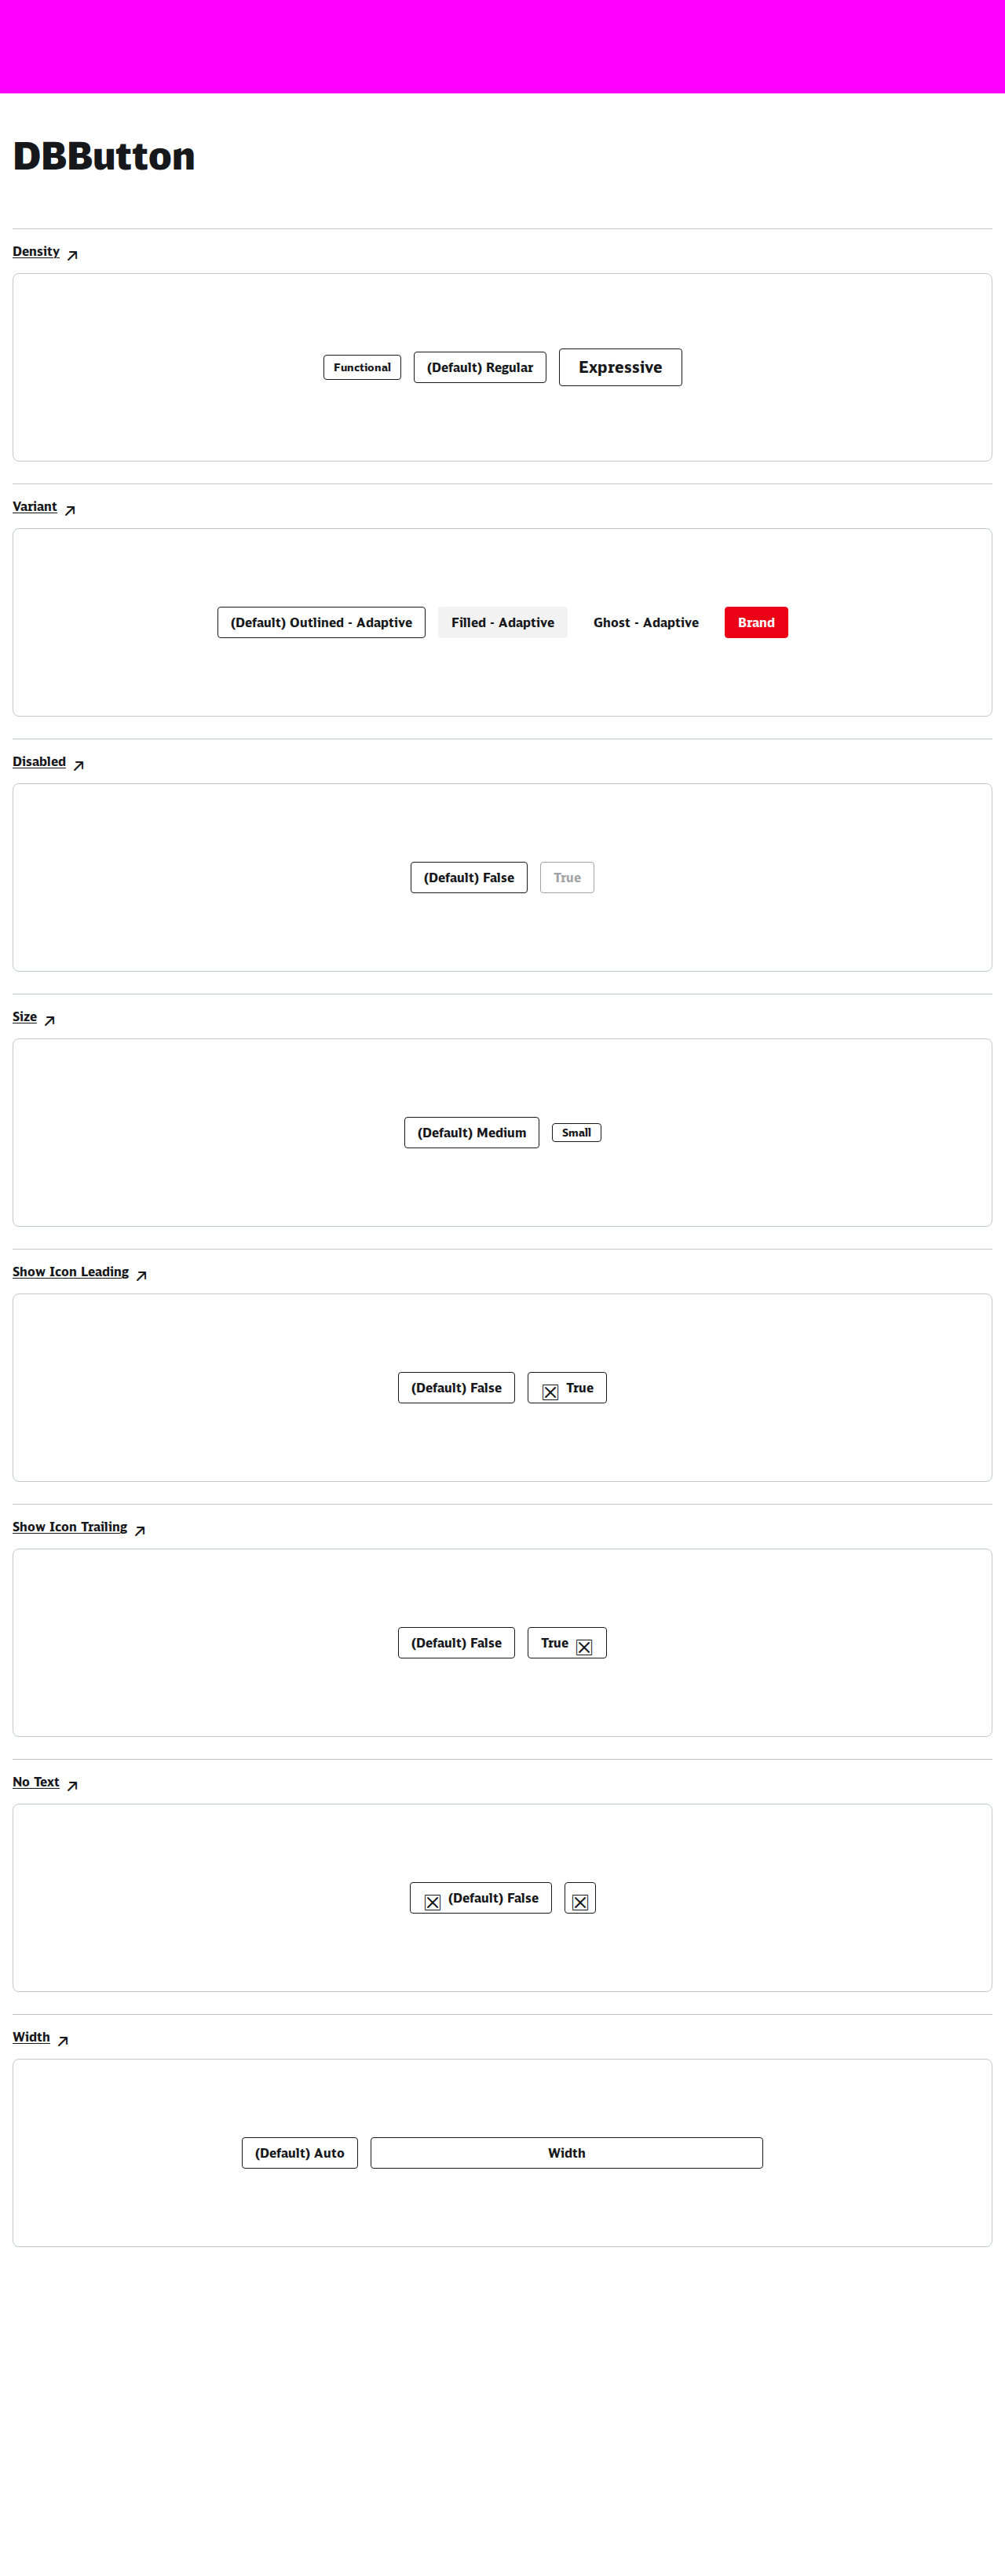 DBButton
Density
Functional (Default) Regular Expressive
Variant
(Default) Outlined - Adaptive Filled - Adaptive Ghost - Adaptive Brand
Disabled
(Default) False True
Size
(Default) Medium Small
Show Icon Leading
(Default) False True
Show Icon Trailing
(Default) False True
No Text
(Default) False
Width
(Default) Auto Width